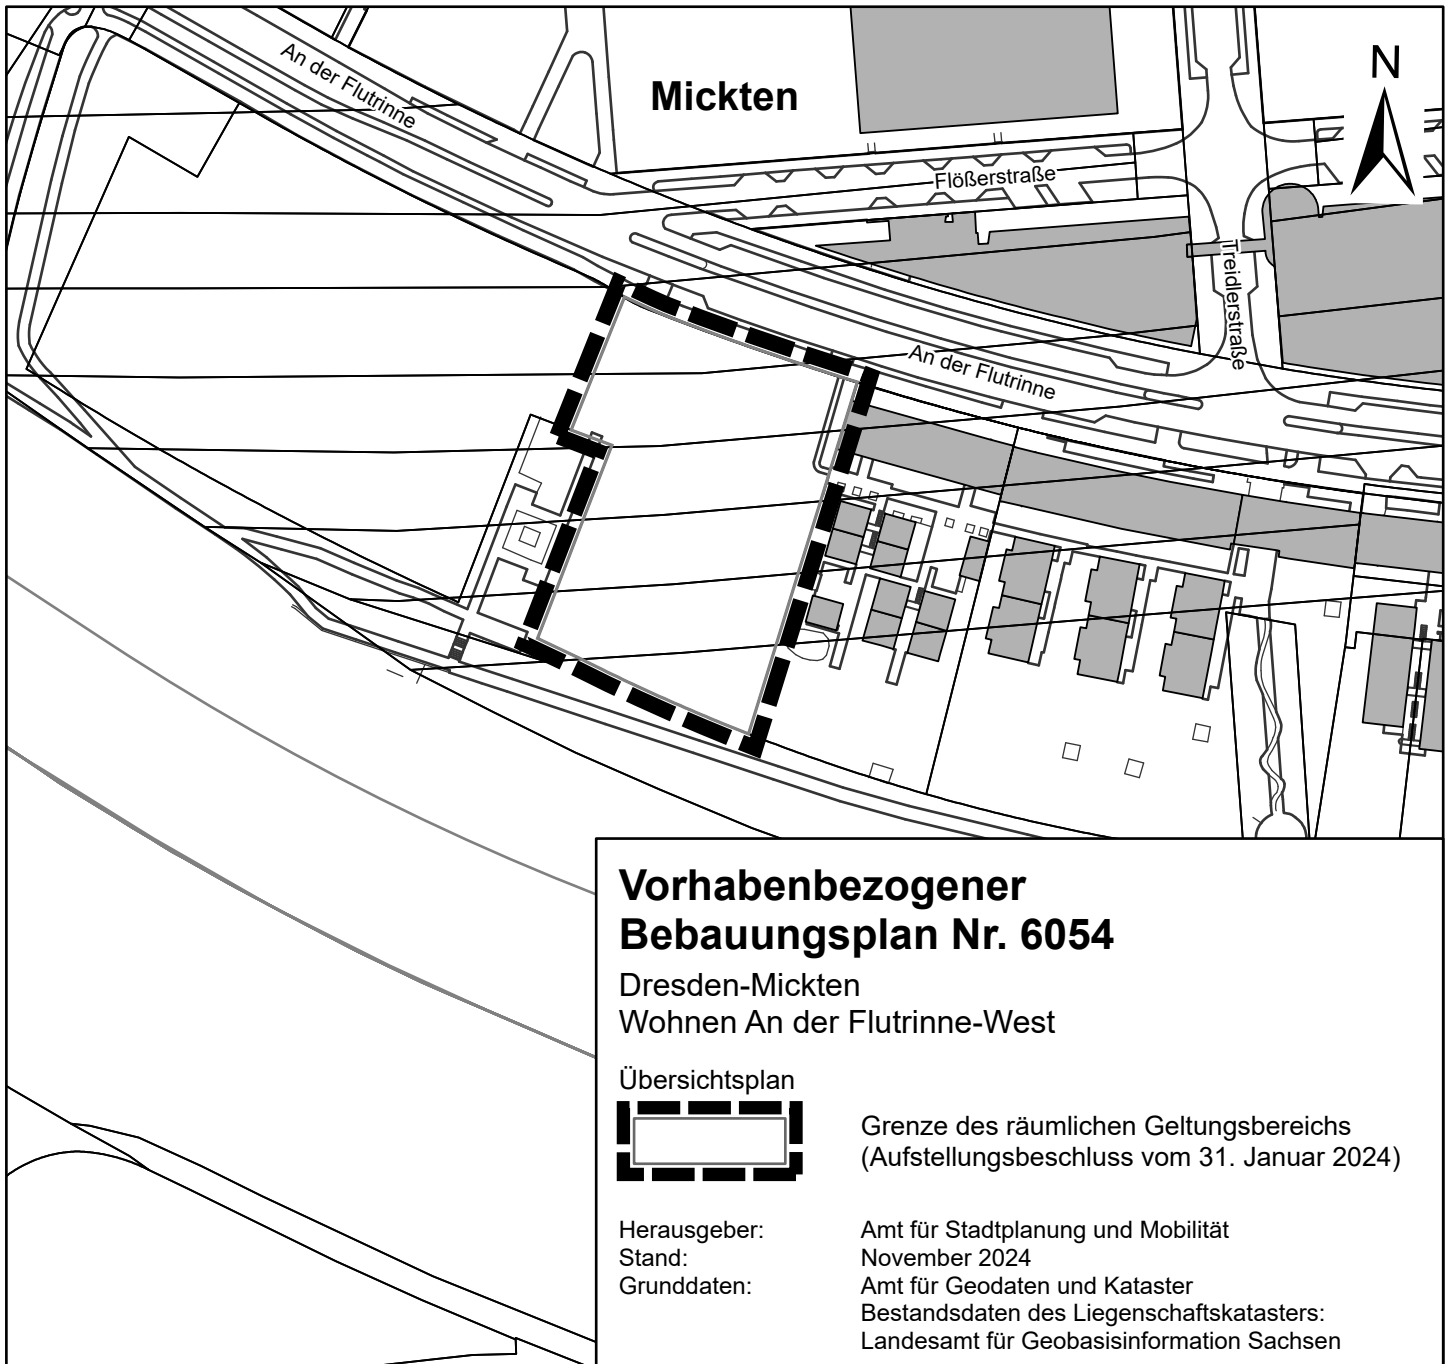 An der Flutrinne
Mickten
N
Flößerstraße
Treidlerstraße
An der Flutrinne
Vorhabenbezogener
Bebauungsplan Nr. 6054
Dresden-Mickten
Wohnen An der Flutrinne-West
Übersichtsplan
Grenze des räumlichen Geltungsbereichs
(Aufstellungsbeschluss vom 31. Januar 2024)
Herausgeber: Amt für Stadtplanung und Mobilität
Stand: November 2024
Grunddaten: Amt für Geodaten und Kataster
Bestandsdaten des Liegenschaftskatasters:
Landesamt für Geobasisinformation Sachsen